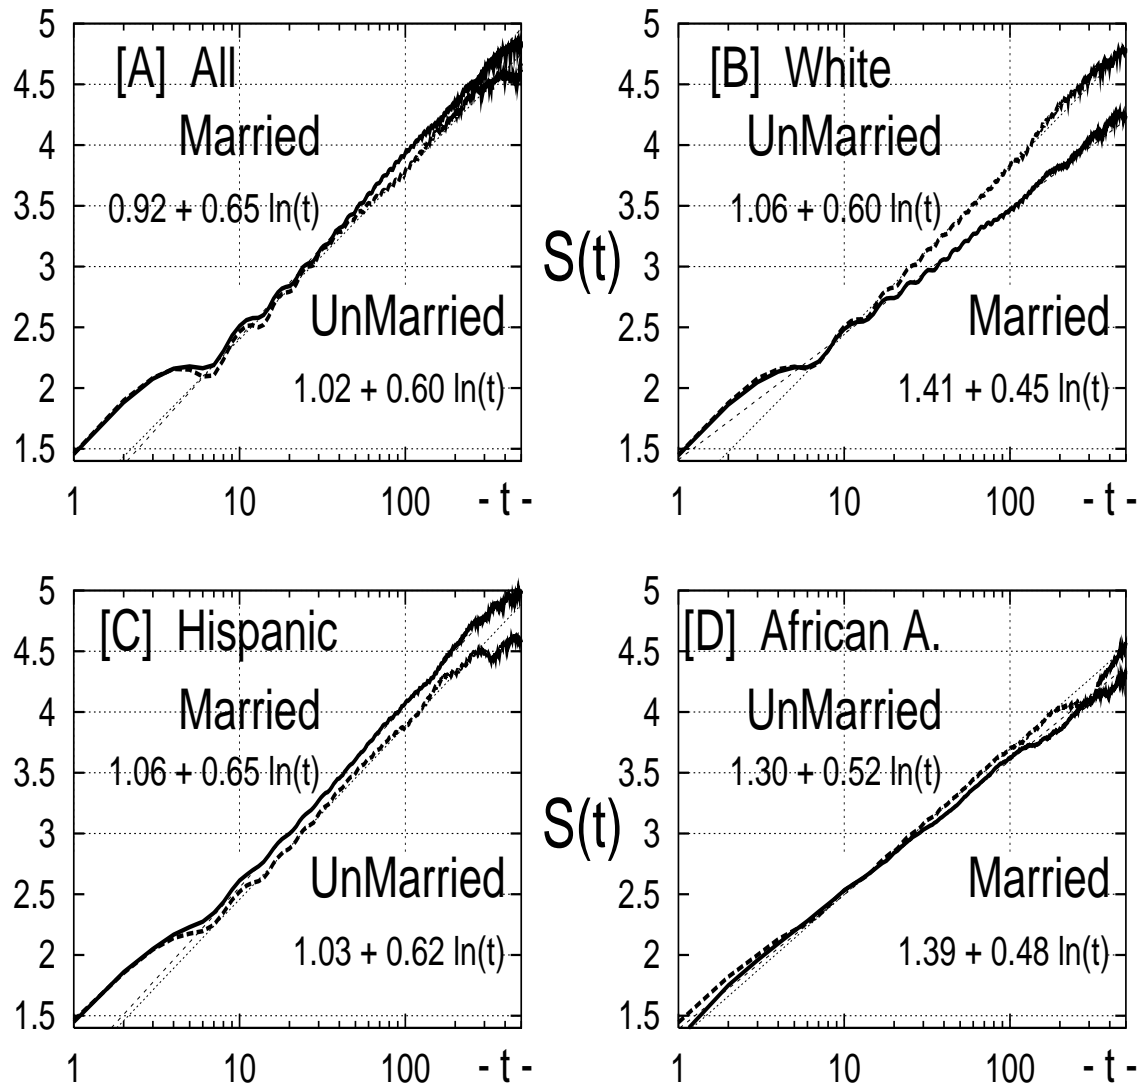 5
4.5
4
3.5
3
2.5
2
1.5
[A] All
Married
0.92 + 0.65 ln(t)
UnMarried
1.02 + 0.60 ln(t)
1 10 100 - t -
S(t)
5
4.5
4
3.5
3
2.5
2
1.5
[B] White
UnMarried
1.06 + 0.60 ln(t)
Married
1.41 + 0.45 ln(t)
1 10 100 - t -
5
4.5
4
3.5
3
2.5
2
1.5
[C] Hispanic
Married
1.06 + 0.65 ln(t)
UnMarried
1.03 + 0.62 ln(t)
1 10 100 - t -
S(t)
5
4.5
4
3.5
3
2.5
2
1.5
[D] African A.
UnMarried
1.30 + 0.52 ln(t)
Married
1.39 + 0.48 ln(t)
1 10 100 - t -